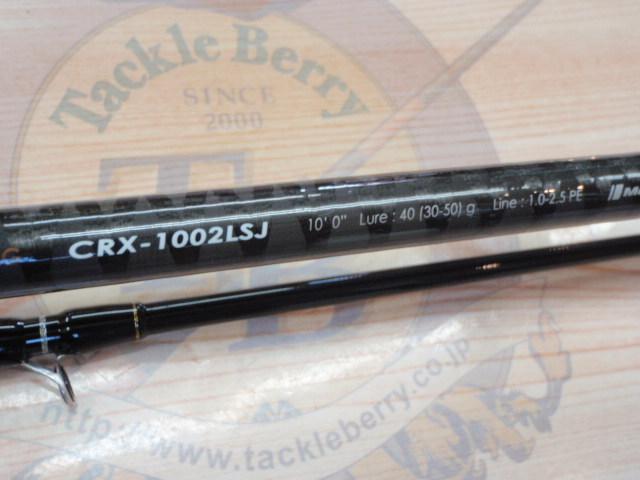 Tackle Berry
SINCE
2000
CRX-1002LSJ 10' 0" Lure : 40 (30-50) g Line : 1.0-2.5 PE
http://www.tackleberry.co.jp